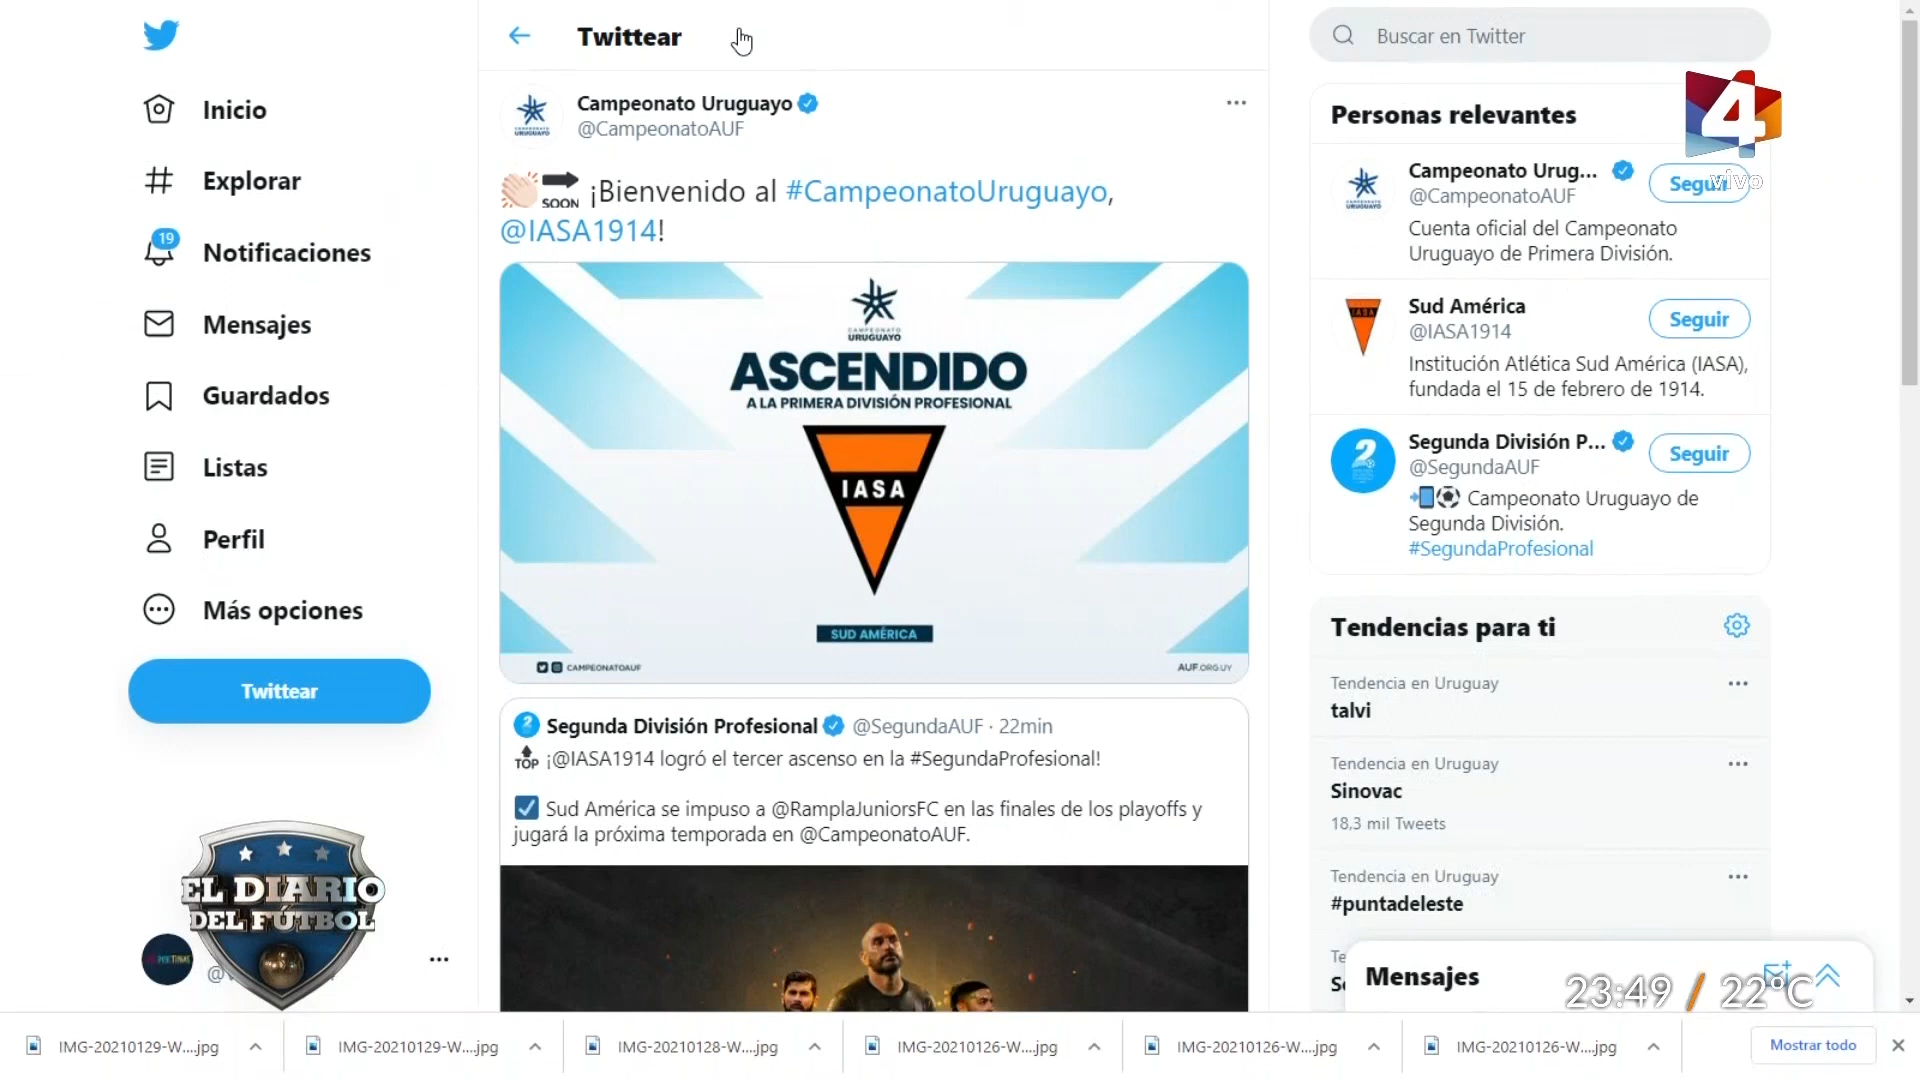 Inicio
Explorar
19
Notificaciones
Mensajes
Guardados
Listas
Perfil
Más opciones
Twittear
EL DIARIO
DEL FÚTBOL
Twittear
Campeonato Uruguayo
@CampeonatoAUF
SOON ¡Bienvenido al #CampeonatoUruguayo,
@IASA1914!
CAMPEONATO
URUGUAYO
ASCENDIDO
A LA PRIMERA DIVISIÓN PROFESIONAL
IASA
SUD AMÉRICA
CAMPEONATOAUF
AUF.ORG.UY
Segunda División Profesional @SegundaAUF · 22min
TOP ¡@IASA1914 logró el tercer ascenso en la #SegundaProfesional!
Sud América se impuso a @RamplaJuniorsFC en las finales de los playoffs y
jugará la próxima temporada en @CampeonatoAUF.
Buscar en Twitter
4
vivo
Personas relevantes
Campeonato Urug...
Seguir
@CampeonatoAUF
Cuenta oficial del Campeonato
Uruguayo de Primera División.
Sud América
Seguir
@IASA1914
Institución Atlética Sud América (IASA),
fundada el 15 de febrero de 1914.
Segunda División P...
Seguir
@SegundaAUF
Campeonato Uruguayo de
Segunda División.
#SegundaProfesional
Tendencias para ti
Tendencia en Uruguay
talvi
Tendencia en Uruguay
Sinovac
18,3 mil Tweets
Tendencia en Uruguay
#puntadeleste
Mensajes
23:49 / 22°C
IMG-20210129-W....jpg
IMG-20210129-W....jpg
IMG-20210128-W....jpg
IMG-20210126-W....jpg
IMG-20210126-W....jpg
IMG-20210126-W....jpg
Mostrar todo